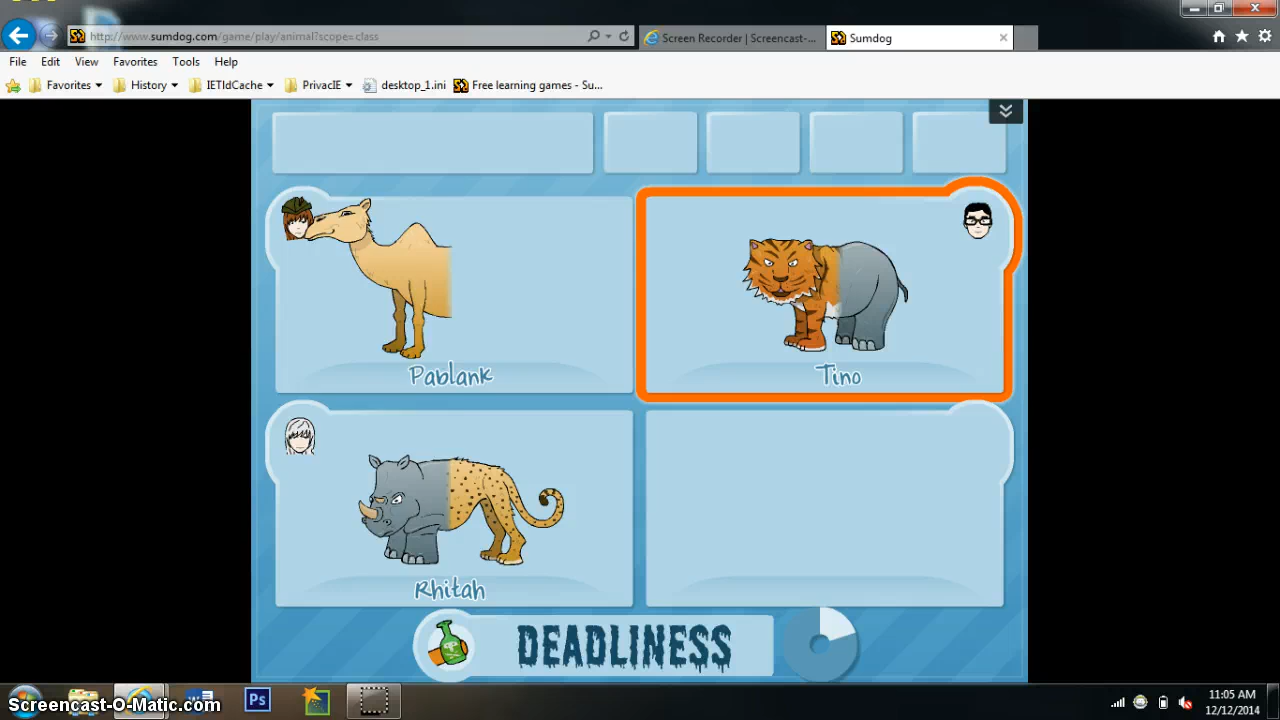 http://www.sumdog.com/game/play/animal?scope=class
Screen Recorder | Screencast-...
Sumdog
File Edit View Favorites Tools Help
Favorites History IETldCache PrivacIE desktop_1.ini Free learning games - Su...
Pablank
Tino
Rhitah
DEADLINESS
Ps
Screencast-O-Matic.com
11:05 AM
12/12/2014